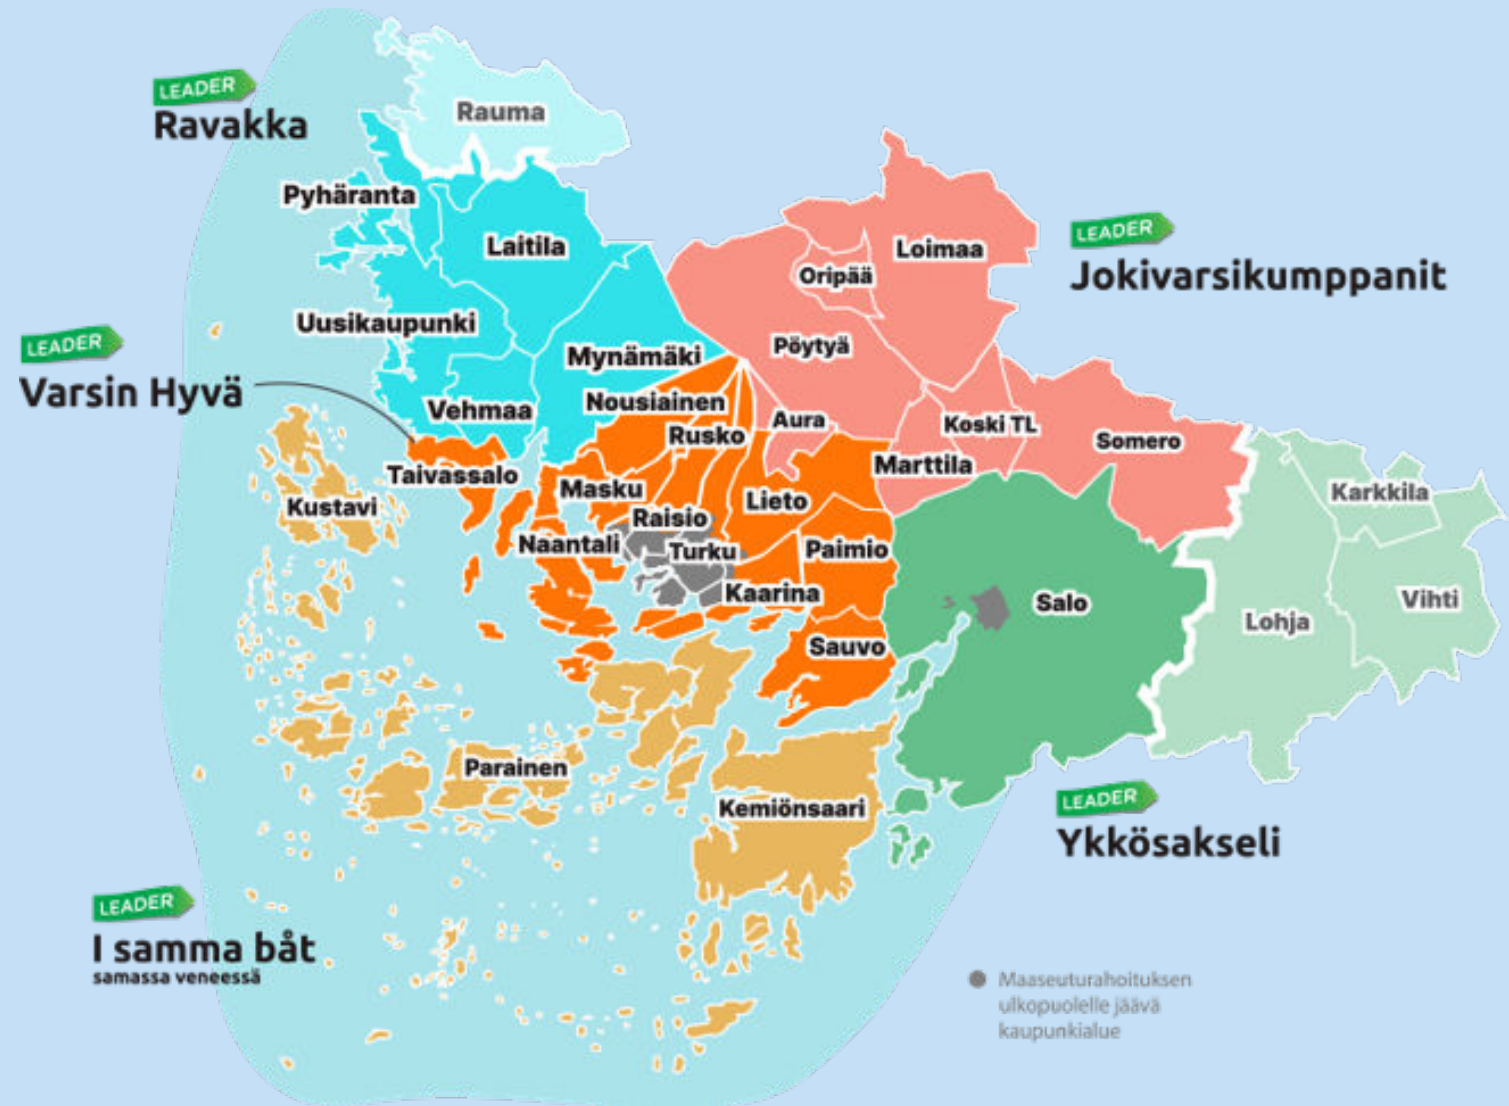 LEADER
Ravakka
Rauma
Pyhäranta
Laitila
LEADER
Jokivarsikumppanit
Loimaa
Oripää
Uusikaupunki
LEADER
Varsin Hyvä
Mynämäki
Pöytyä
Vehmaa
Nousiainen
Aura
Koski TL
Rusko
Somero
Marttila
Taivassalo
Masku
Lieto
Karkkila
Kustavi
Raisio
Naantali
Turku
Paimio
Kaarina
Salo
Vihti
Lohja
Sauvo
Parainen
Kemiönsaari
LEADER
Ykkösakseli
LEADER
I samma båt
samassa veneessä
Maaseuturahoituksen
ulkopuolelle jäävä
kaupunkialue